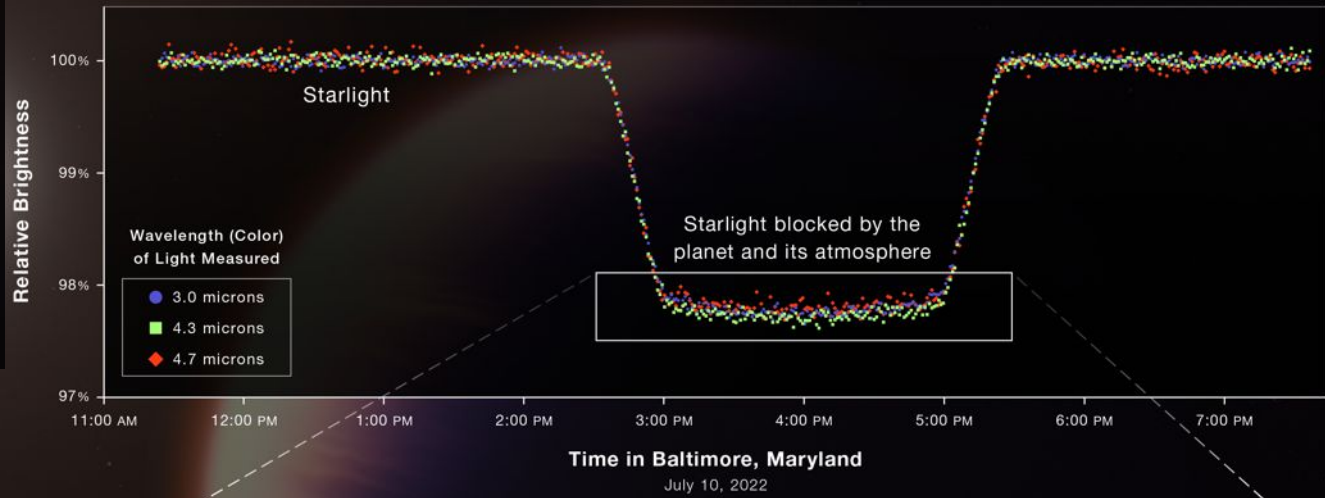 Relative Brightness
100%
99%
98%
97%
Starlight
Starlight blocked by the
planet and its atmosphere
Wavelength (Color)
of Light Measured
3.0 microns
4.3 microns
4.7 microns
11:00 AM
12:00 PM
1:00 PM
2:00 PM
3:00 PM
4:00 PM
5:00 PM
6:00 PM
7:00 PM
Time in Baltimore, Maryland
July 10, 2022